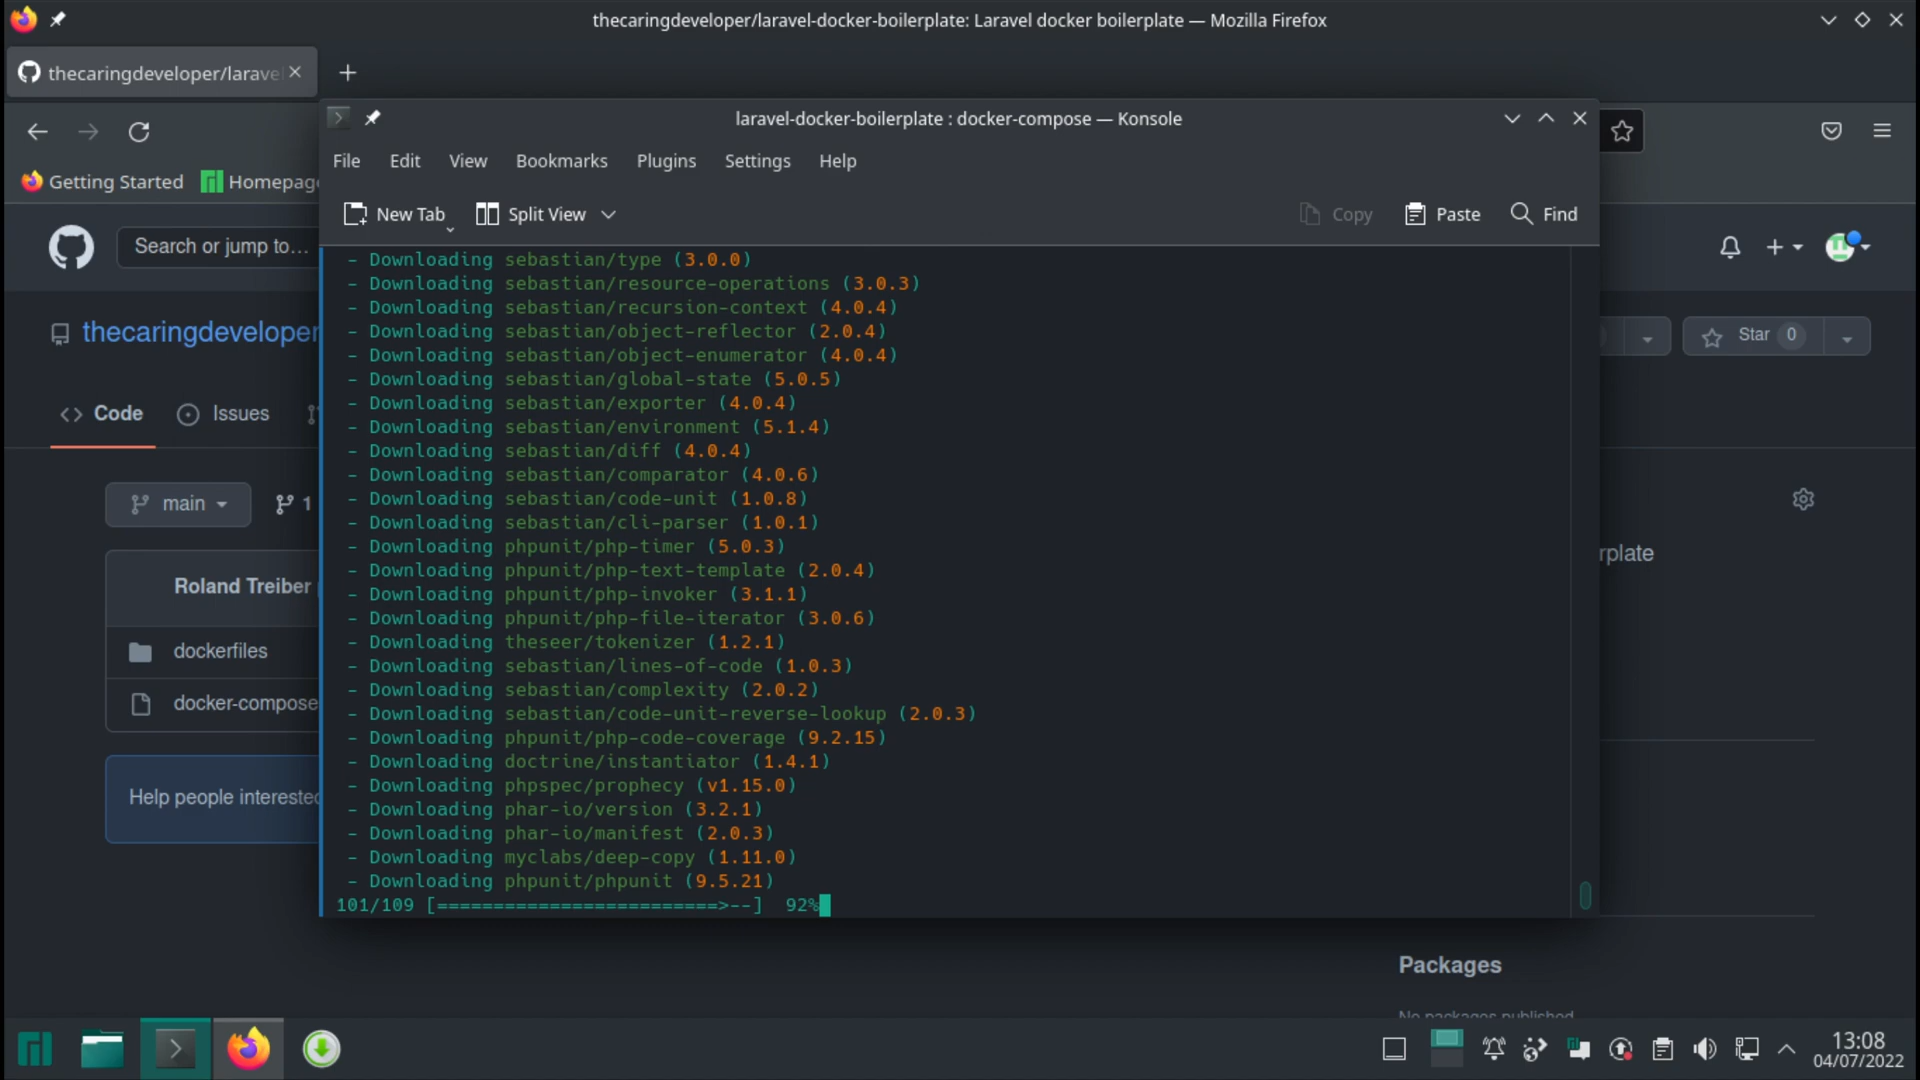 thecaringdeveloper/laravel-docker-boilerplate: Laravel docker boilerplate — Mozilla Firefox
thecaringdeveloper/larave
laravel-docker-boilerplate : docker-compose — Konsole
File Edit View Bookmarks Plugins Settings Help
Getting Started Homepag
New Tab Split View Copy Paste Find
Search or jump to...
- Downloading sebastian/type (3.0.0)
- Downloading sebastian/resource-operations (3.0.3)
- Downloading sebastian/recursion-context (4.0.4)
- Downloading sebastian/object-reflector (2.0.4)
- Downloading sebastian/object-enumerator (4.0.4)
- Downloading sebastian/global-state (5.0.5)
- Downloading sebastian/exporter (4.0.4)
- Downloading sebastian/environment (5.1.4)
- Downloading sebastian/diff (4.0.4)
- Downloading sebastian/comparator (4.0.6)
- Downloading sebastian/code-unit (1.0.8)
- Downloading sebastian/cli-parser (1.0.1)
- Downloading phpunit/php-timer (5.0.3)
- Downloading phpunit/php-text-template (2.0.4)
- Downloading phpunit/php-invoker (3.1.1)
- Downloading phpunit/php-file-iterator (3.0.6)
- Downloading theseer/tokenizer (1.2.1)
- Downloading sebastian/lines-of-code (1.0.3)
- Downloading sebastian/complexity (2.0.2)
- Downloading sebastian/code-unit-reverse-lookup (2.0.3)
- Downloading phpunit/php-code-coverage (9.2.15)
- Downloading doctrine/instantiator (1.4.1)
- Downloading phpspec/prophecy (v1.15.0)
- Downloading phar-io/version (3.2.1)
- Downloading phar-io/manifest (2.0.3)
- Downloading myclabs/deep-copy (1.11.0)
- Downloading phpunit/phpunit (9.5.21)
101/109 [=========================>--] 92%
thecaringdeveloper
Star 0
Code Issues
main 1
rplate
Roland Treiber
dockerfiles
docker-compose
Help people interested
Packages
No packages published
13:08
04/07/2022